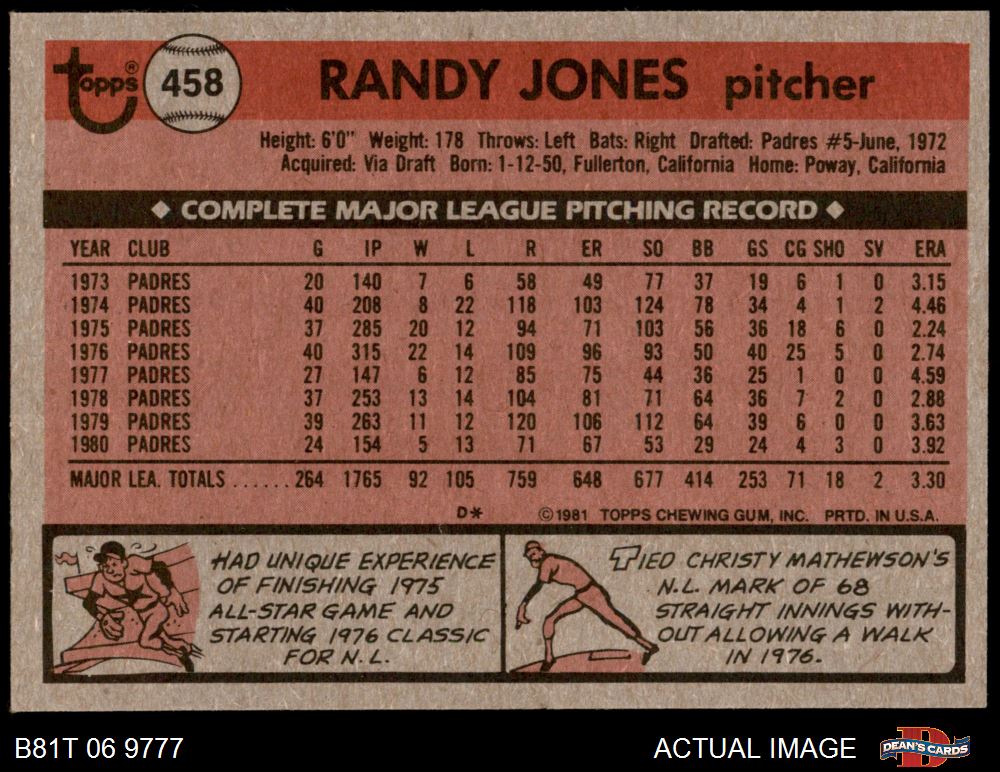 topps® 458 RANDY JONES pitcher
Height: 6'0" Weight: 178 Throws: Left Bats: Right Drafted: Padres #5-June, 1972
Acquired: Via Draft Born: 1-12-50, Fullerton, California Home: Poway, California
◆ COMPLETE MAJOR LEAGUE PITCHING RECORD ◆
YEAR CLUB G IP W L R ER SO BB GS CG SHO SV ERA
1973 PADRES 20 140 7 6 58 49 77 37 19 6 1 0 3.15
1974 PADRES 40 208 8 22 118 103 124 78 34 4 1 2 4.46
1975 PADRES 37 285 20 12 94 71 103 56 36 18 6 0 2.24
1976 PADRES 40 315 22 14 109 96 93 50 40 25 5 0 2.74
1977 PADRES 27 147 6 12 85 75 44 36 25 1 0 0 4.59
1978 PADRES 37 253 13 14 104 81 71 64 36 7 2 0 2.88
1979 PADRES 39 263 11 12 120 106 112 64 39 6 0 0 3.63
1980 PADRES 24 154 5 13 71 67 53 29 24 4 3 0 3.92
MAJOR LEA. TOTALS ......264 1765 92 105 759 648 677 414 253 71 18 2 3.30
D* ©1981 TOPPS CHEWING GUM, INC. PRTD. IN U.S.A.
HAD UNIQUE EXPERIENCE
OF FINISHING 1975
ALL-STAR GAME AND
STARTING 1976 CLASSIC
FOR N.L.
TIED CHRISTY MATHEWSON'S
N.L. MARK OF 68
STRAIGHT INNINGS WITH-
OUT ALLOWING A WALK
IN 1976.
B81T 06 9777 ACTUAL IMAGE D DEAN'S CARDS